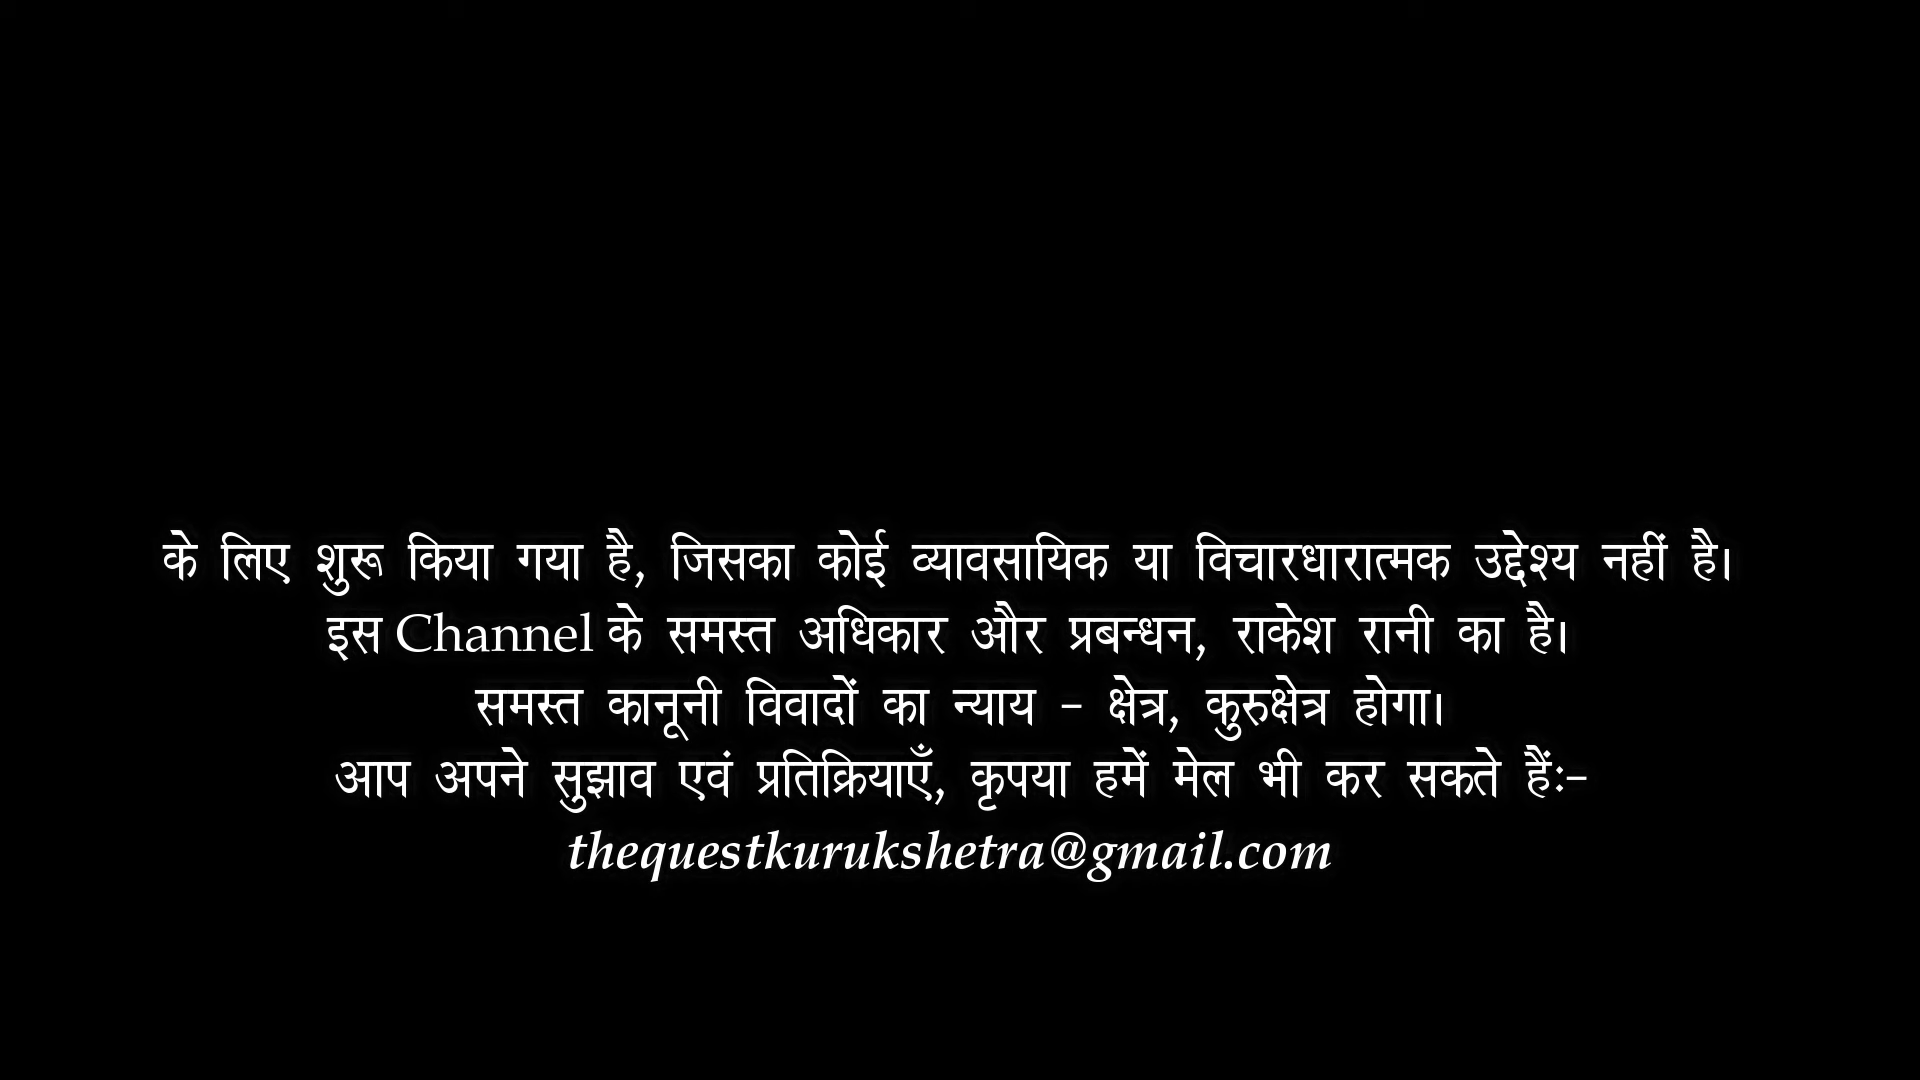 के लिए शुरू किया गया है, जिसका कोई व्यावसायिक या विचारधारात्मक उद्देश्य नहीं है।
इस Channel के समस्त अधिकार और प्रबन्धन, राकेश रानी का है।
समस्त कानूनी विवादों का न्याय - क्षेत्र, कुरुक्षेत्र होगा।
आप अपने सुझाव एवं प्रतिक्रियाएँ, कृपया हमें मेल भी कर सकते हैंः-
thequestkurukshetra@gmail.com